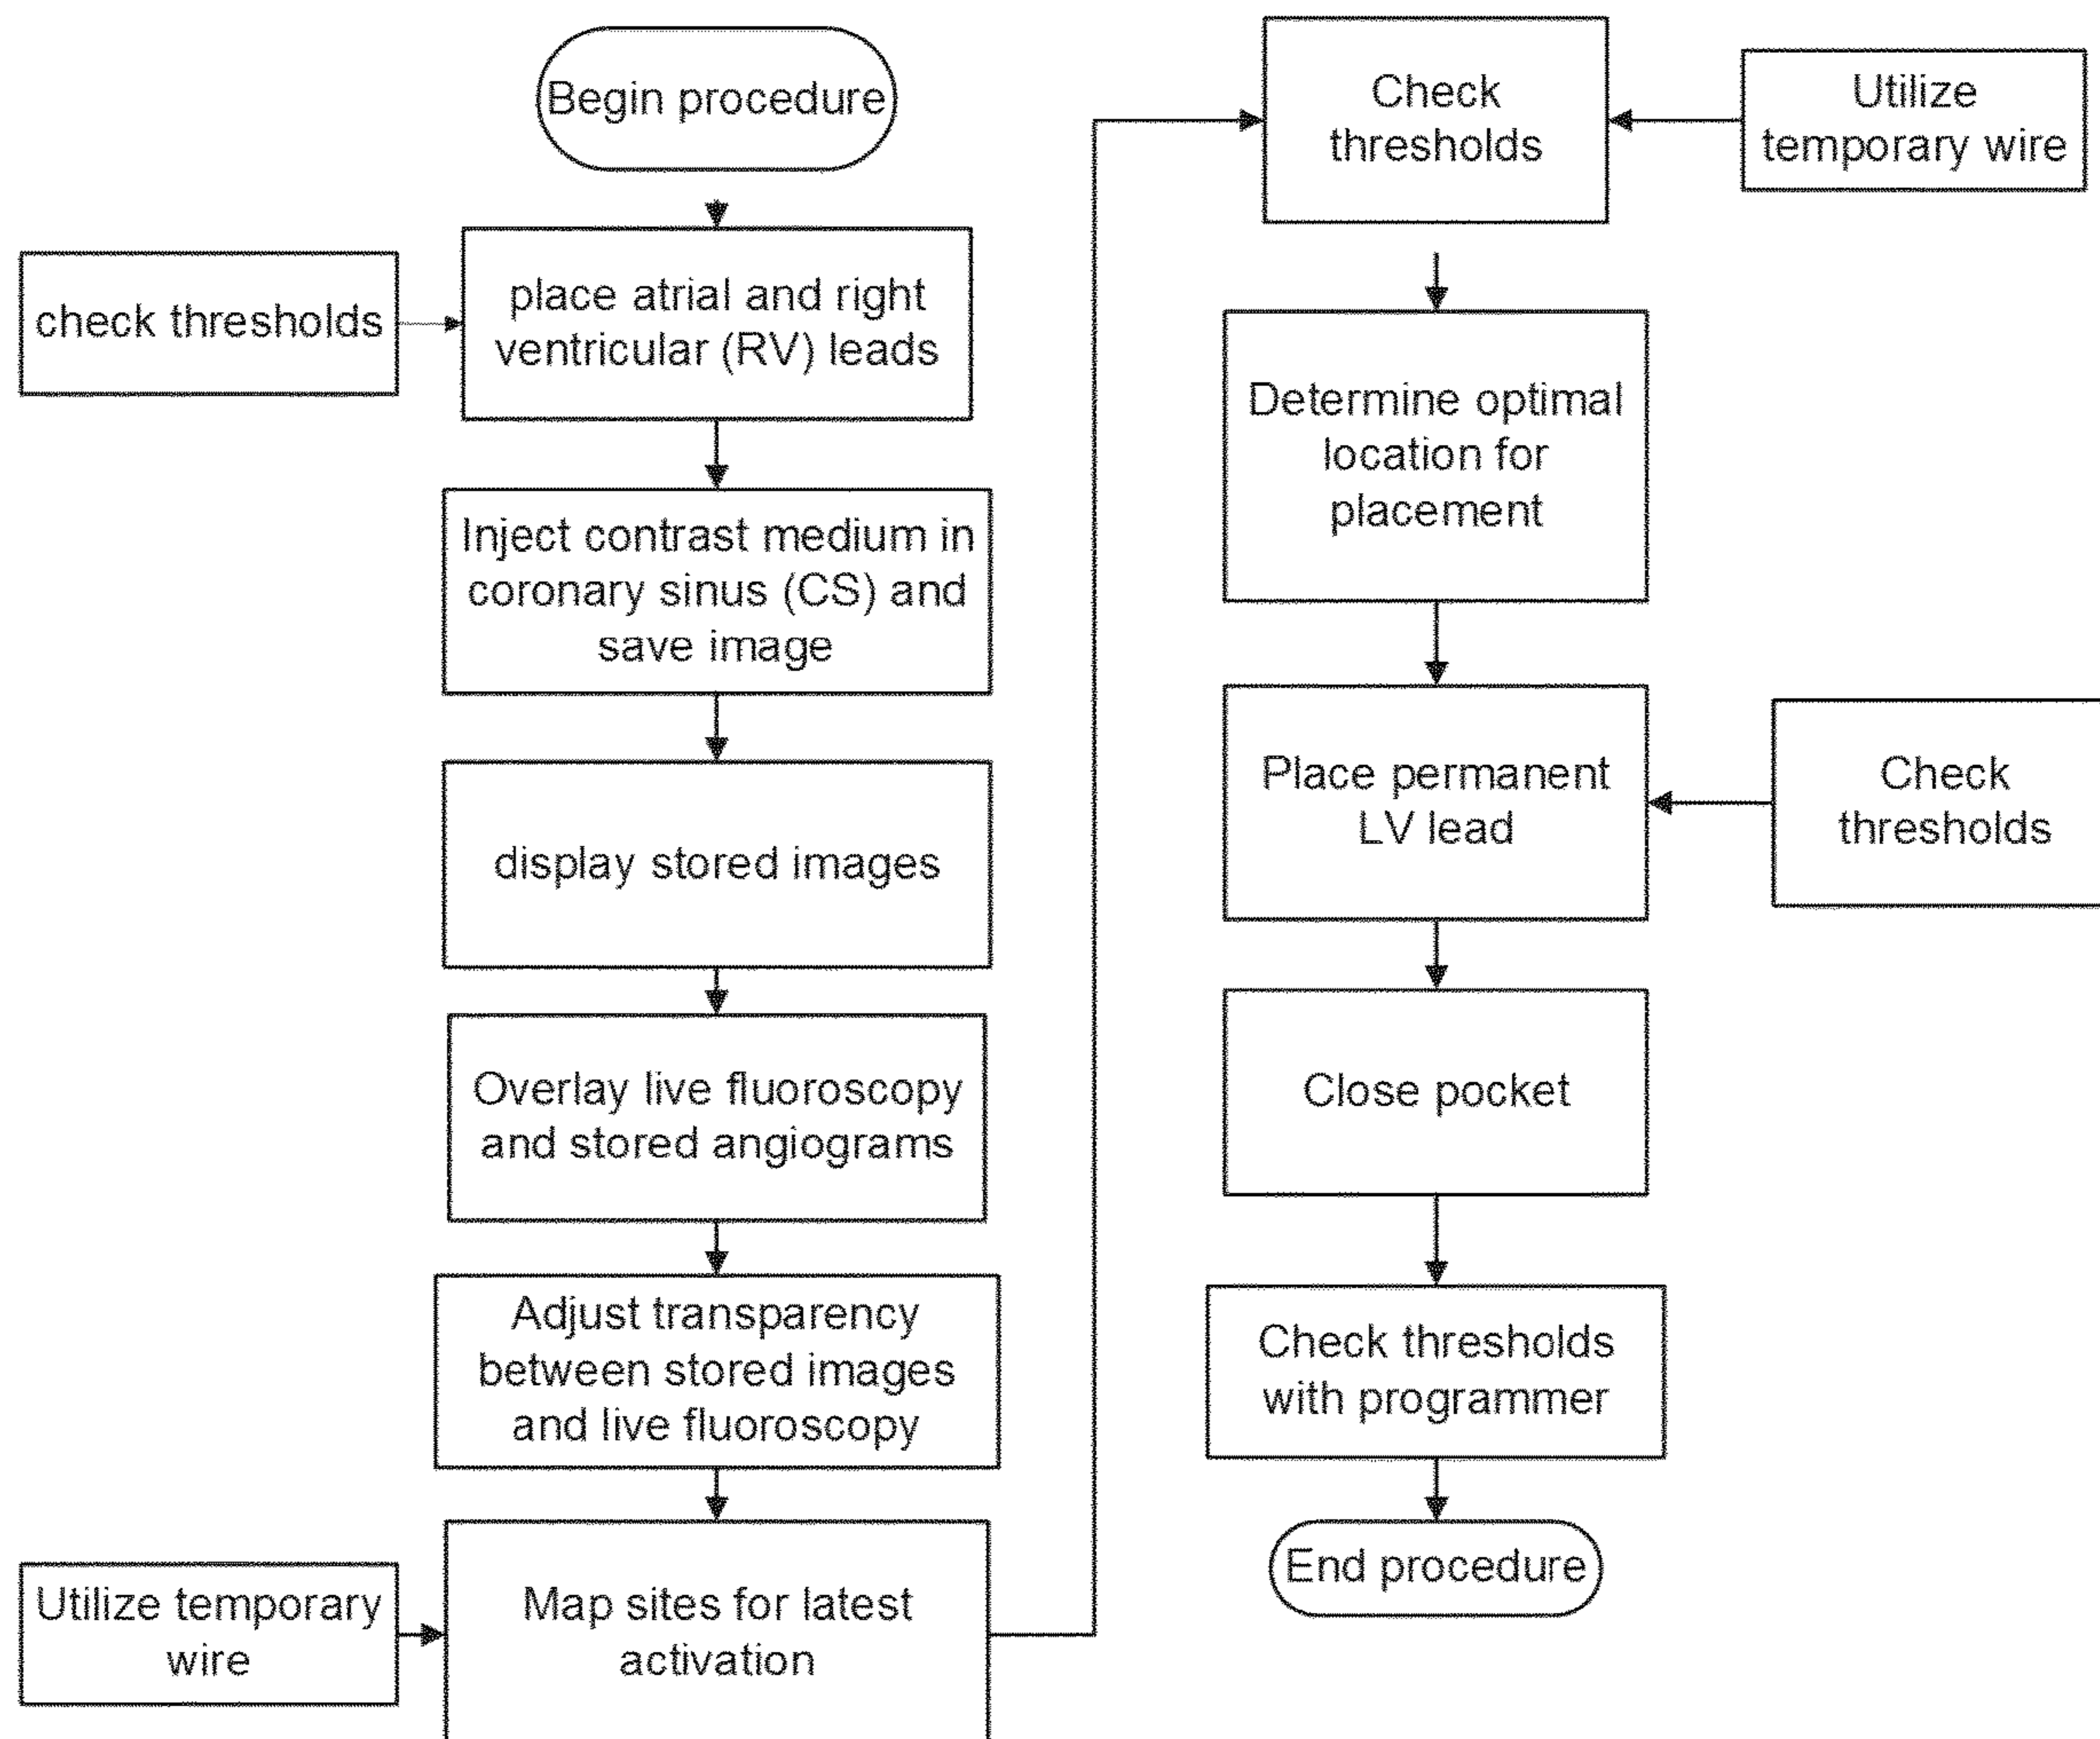 Begin procedure
check thresholds
place atrial and right
ventricular (RV) leads
Inject contrast medium in
coronary sinus (CS) and
save image
display stored images
Overlay live fluoroscopy
and stored angiograms
Adjust transparency
between stored images
and live fluoroscopy
Utilize temporary
wire
Map sites for latest
activation
Check
thresholds
Utilize
temporary wire
Determine optimal
location for
placement
Place permanent
LV lead
Check
thresholds
Close pocket
Check thresholds
with programmer
End procedure